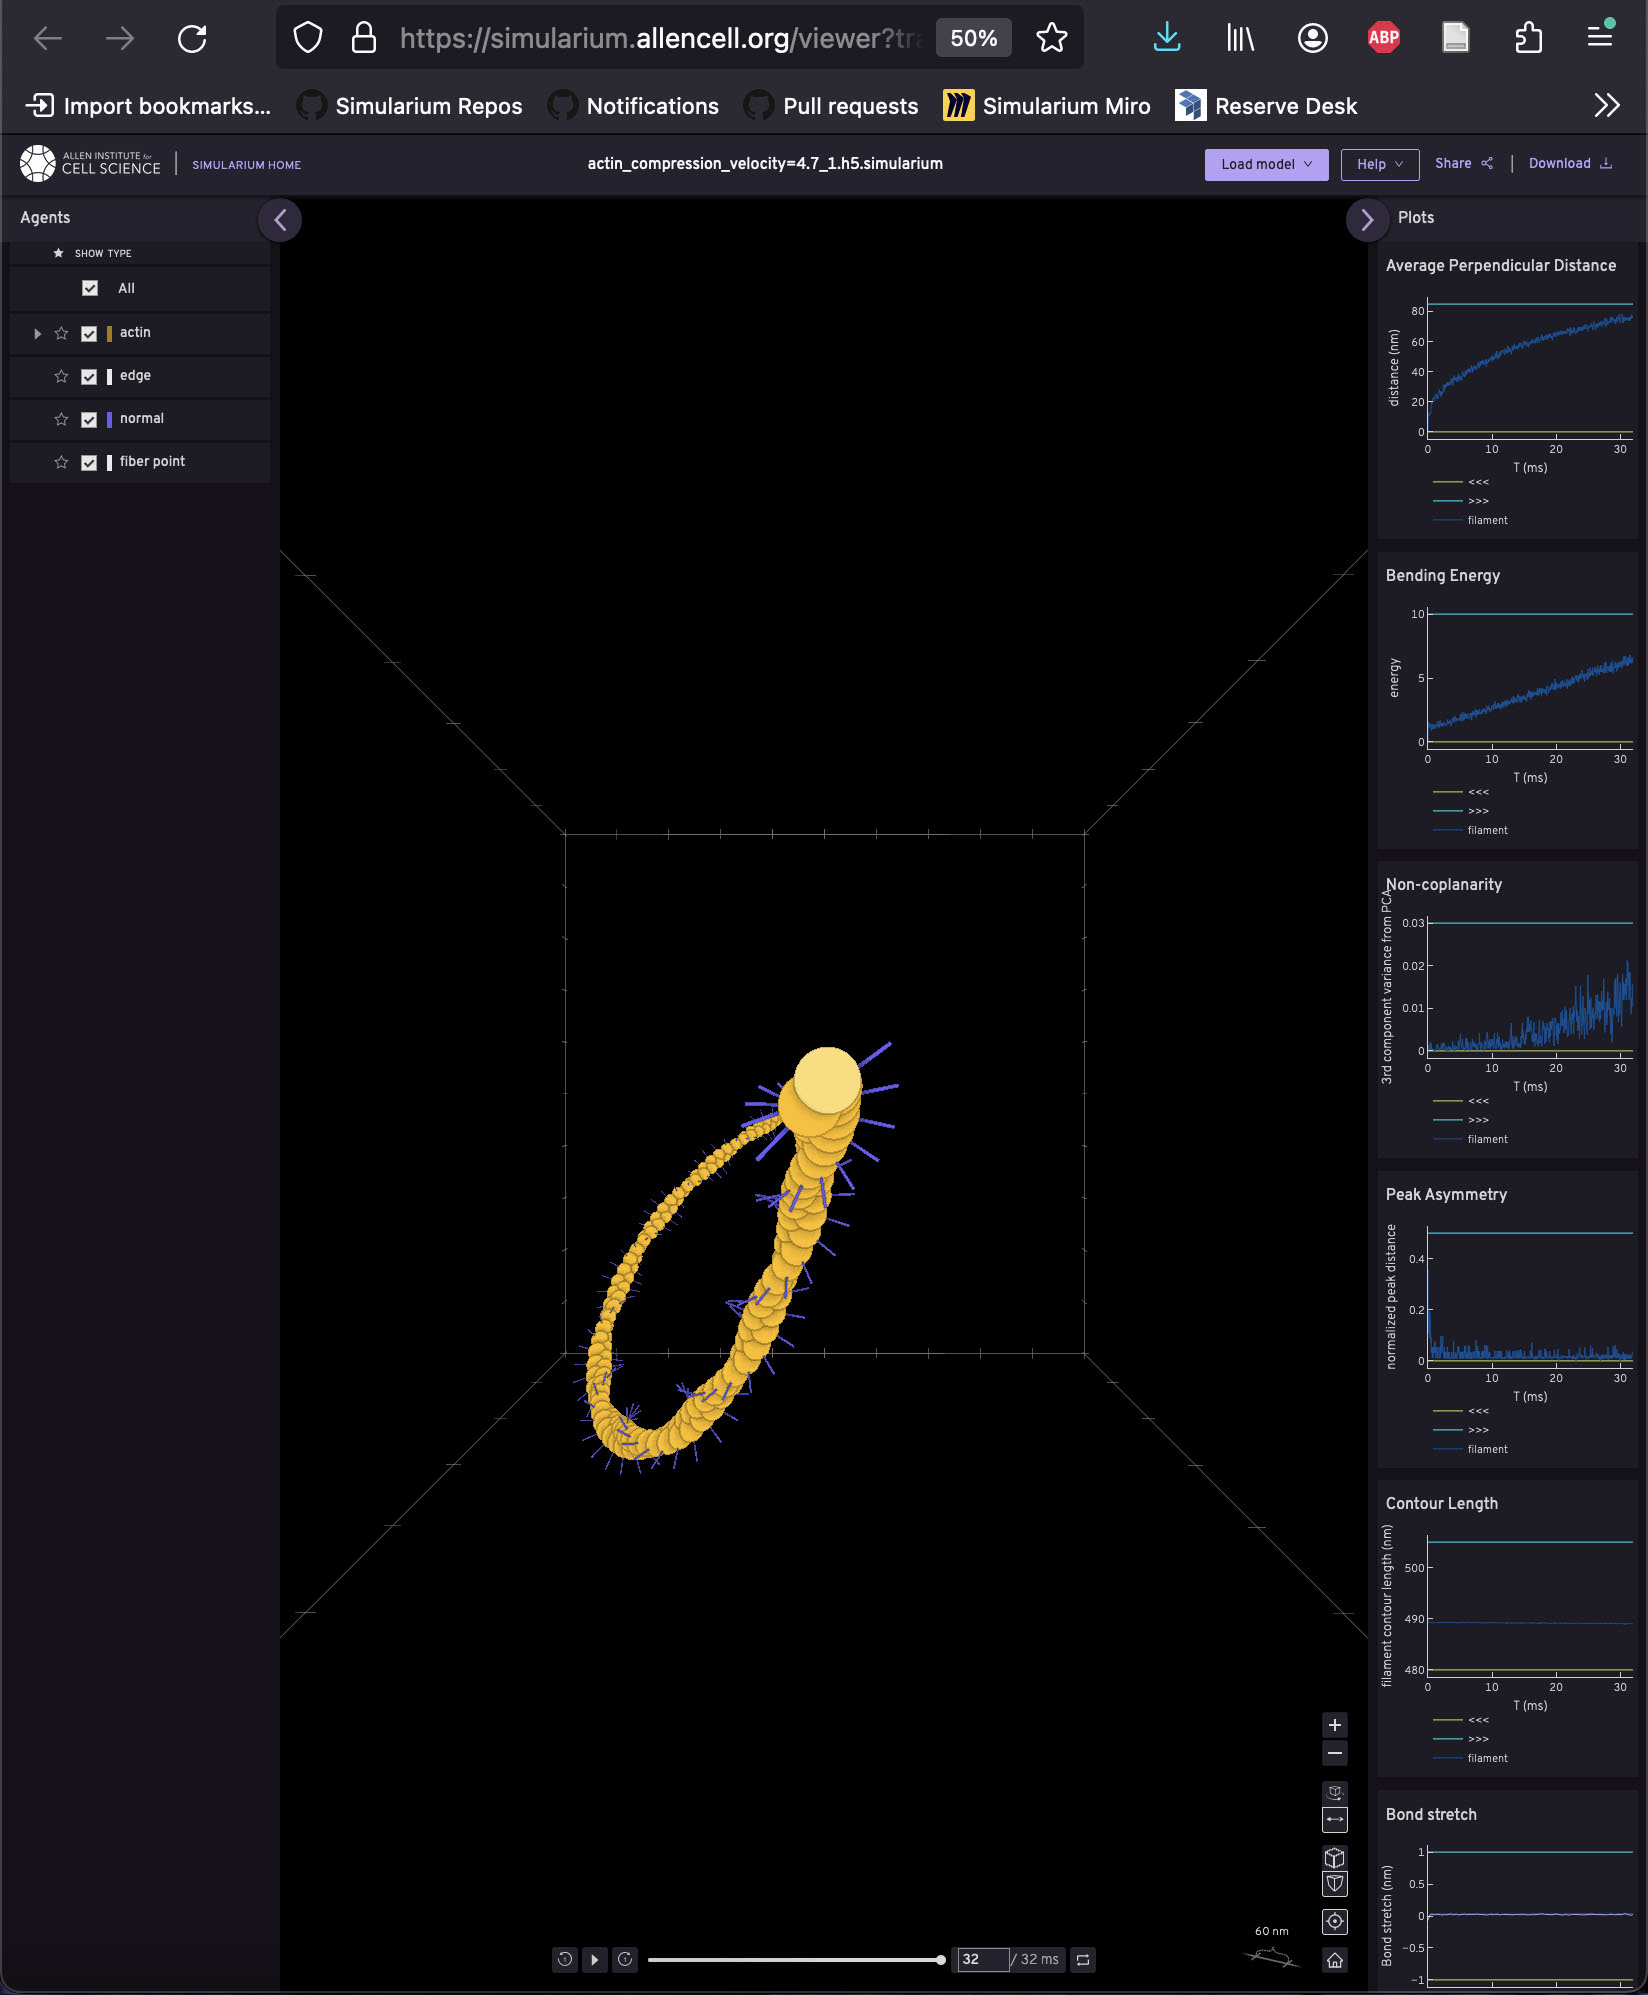 https://simularium.allencell.org/viewer?tra
50%
ABP
Import bookmarks...
Simularium Repos
Notifications
Pull requests
Simularium Miro
Reserve Desk
ALLEN INSTITUTE for
CELL SCIENCE
SIMULARIUM HOME
actin_compression_velocity=4.7_1.h5.simularium
Load model
Help
Share
Download
Agents
SHOW TYPE
All
actin
edge
normal
fiber point
Plots
Average Perpendicular Distance
distance (nm)
80
60
40
20
0
0 10 20 30
T (ms)
<<<
>>>
filament
Bending Energy
energy
10
5
0
0 10 20 30
T (ms)
<<<
>>>
filament
Non-coplanarity
3rd component variance from PCA
0.03
0.02
0.01
0
0 10 20 30
T (ms)
<<<
>>>
filament
Peak Asymmetry
normalized peak distance
0.4
0.2
0
0 10 20 30
T (ms)
<<<
>>>
filament
Contour Length
filament contour length (nm)
500
490
480
0 10 20 30
T (ms)
<<<
>>>
filament
Bond stretch
Bond stretch (nm)
1
0.5
0
−0.5
−1
60 nm
1
1
32 / 32 ms